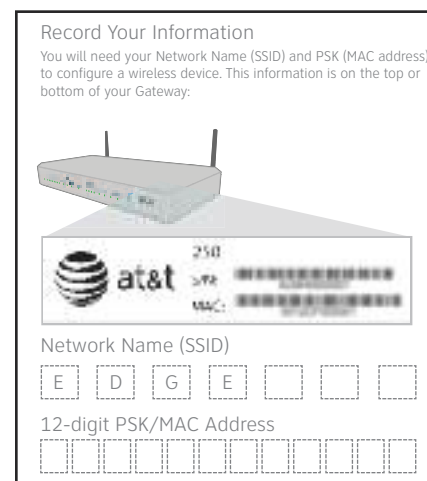 Record Your Information
You will need your Network Name (SSID) and PSK (MAC address)
to configure a wireless device. This information is on the top or
bottom of your Gateway:
at&t
250
MAC:
Network Name (SSID)
E D G E
12-digit PSK/MAC Address